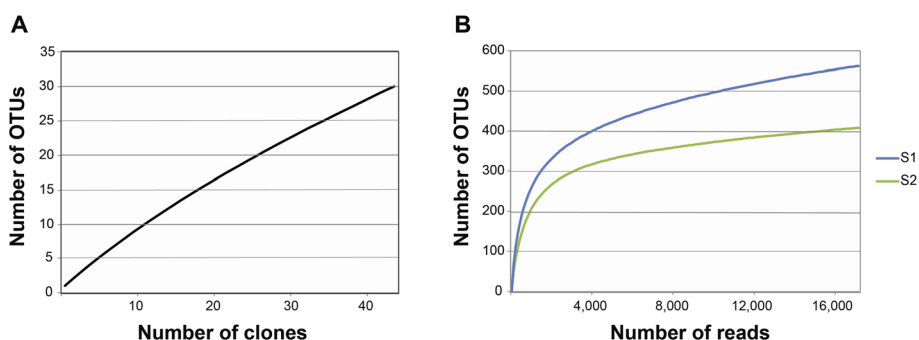 A
35
30
25
20
15
10
5
0
10
20
30
40
Number of OTUs
Number of clones
B
600
500
400
300
200
100
0
4,000
8,000
12,000
16,000
Number of OTUs
Number of reads
S1
S2